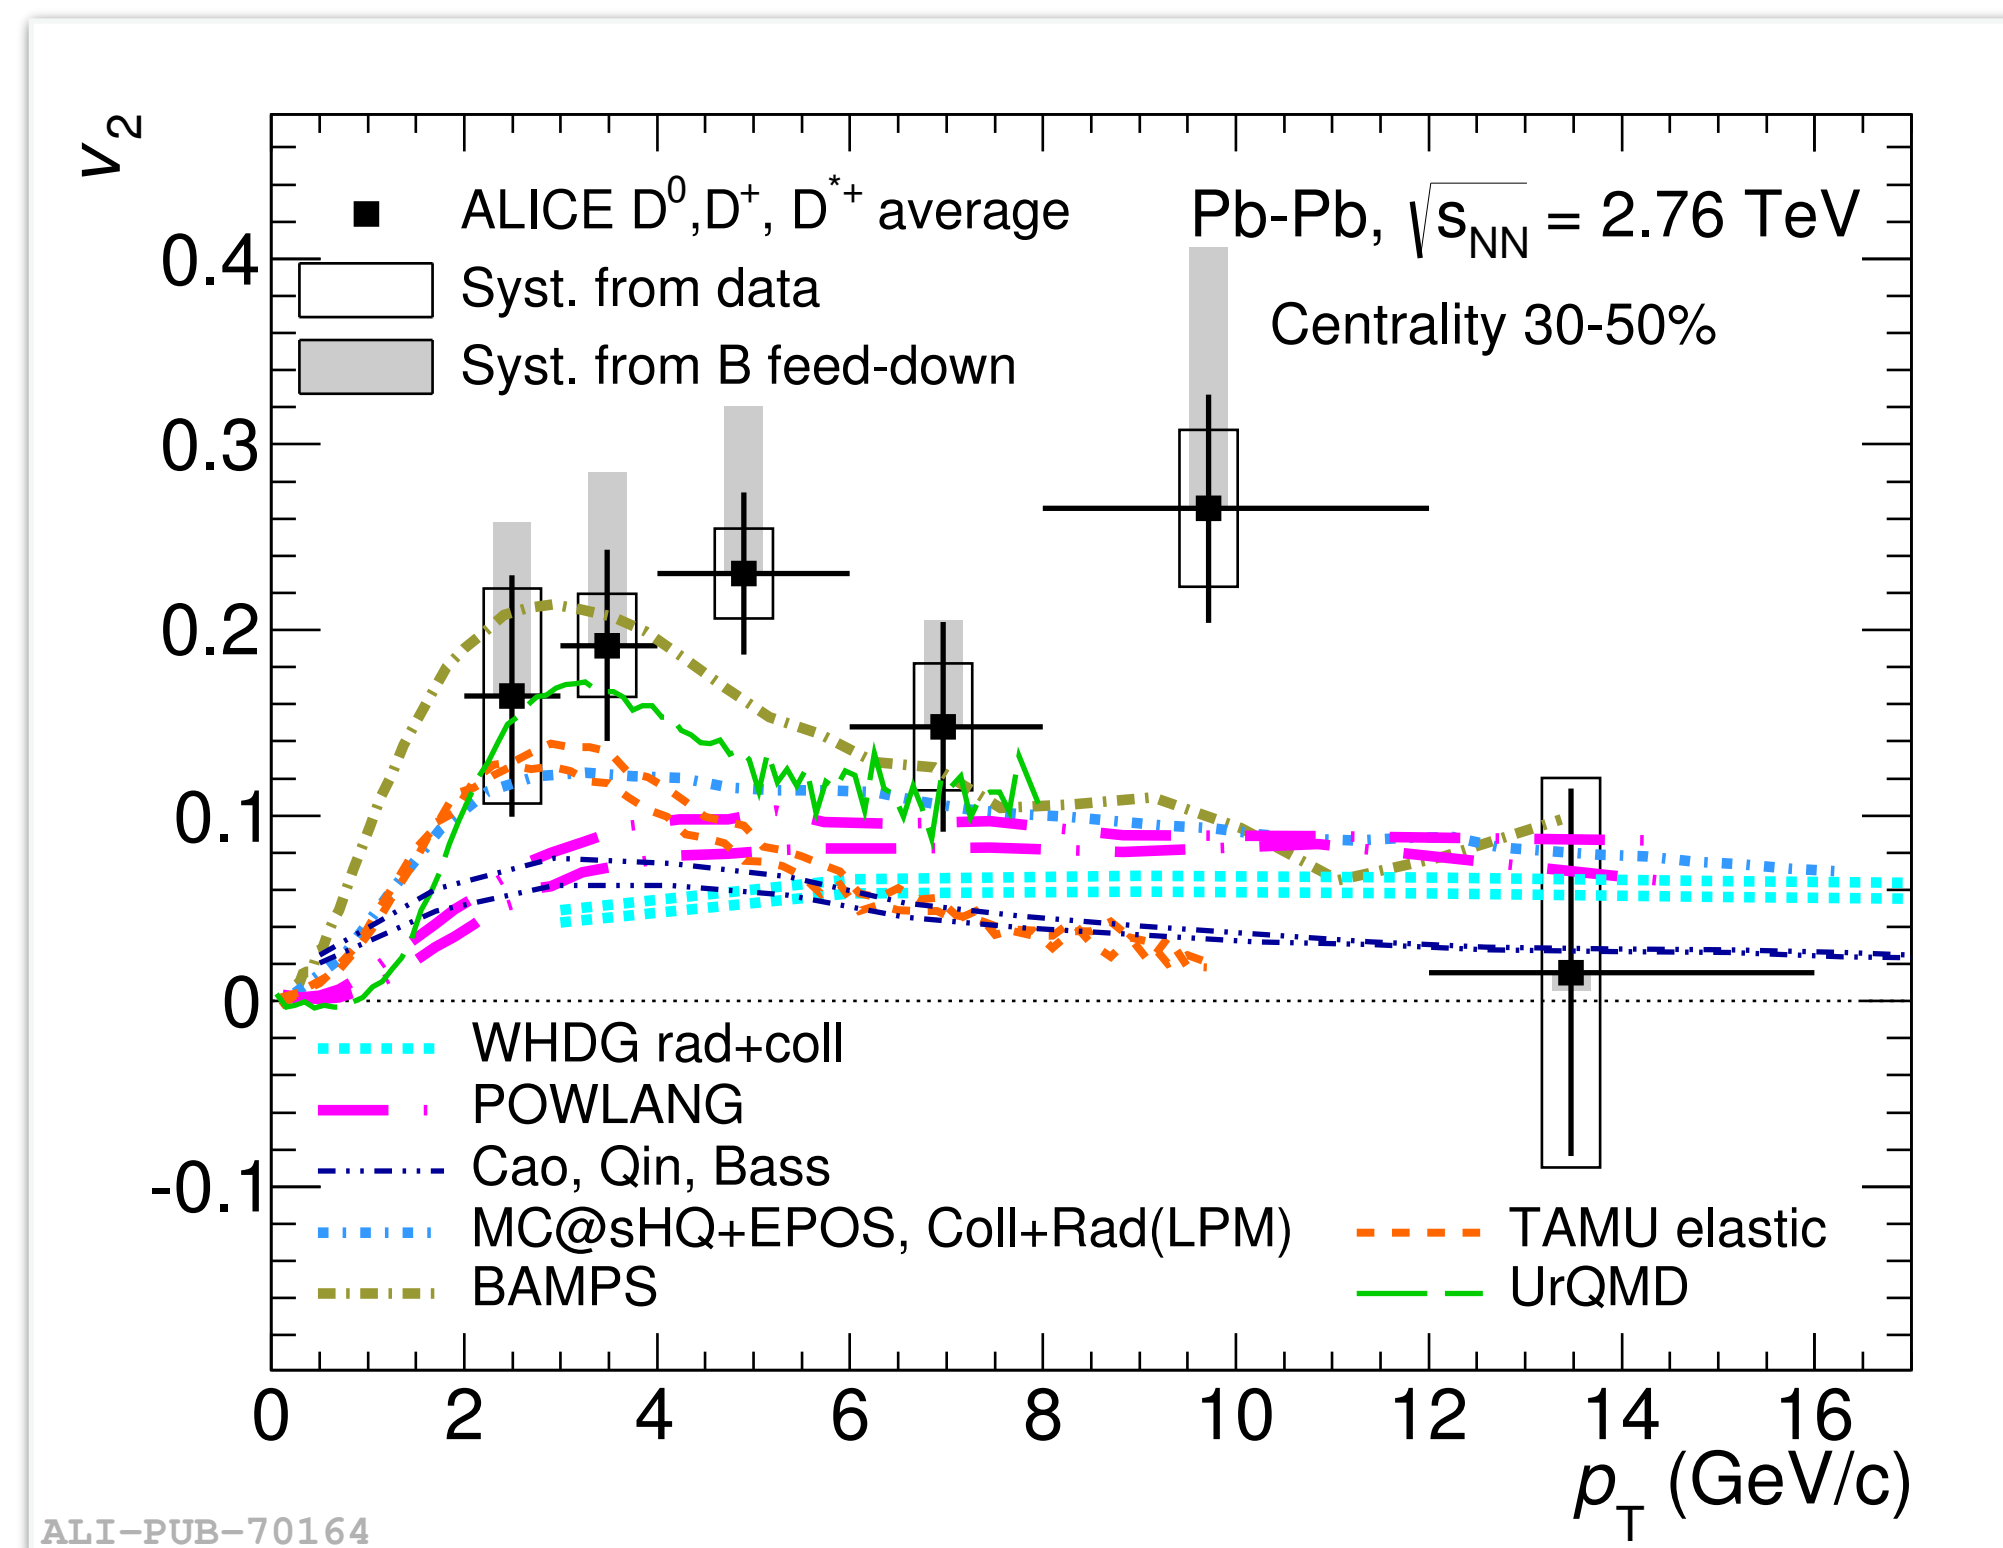 v₂
ALICE D⁰,D⁺, D*⁺ average
Syst. from data
Syst. from B feed-down
Pb-Pb, √s_NN = 2.76 TeV
Centrality 30-50%
0.4
0.3
0.2
0.1
0
-0.1
WHDG rad+coll
POWLANG
Cao, Qin, Bass
MC@sHQ+EPOS, Coll+Rad(LPM)
BAMPS
TAMU elastic
UrQMD
0 2 4 6 8 10 12 14 16
p_T (GeV/c)
ALI-PUB-70164